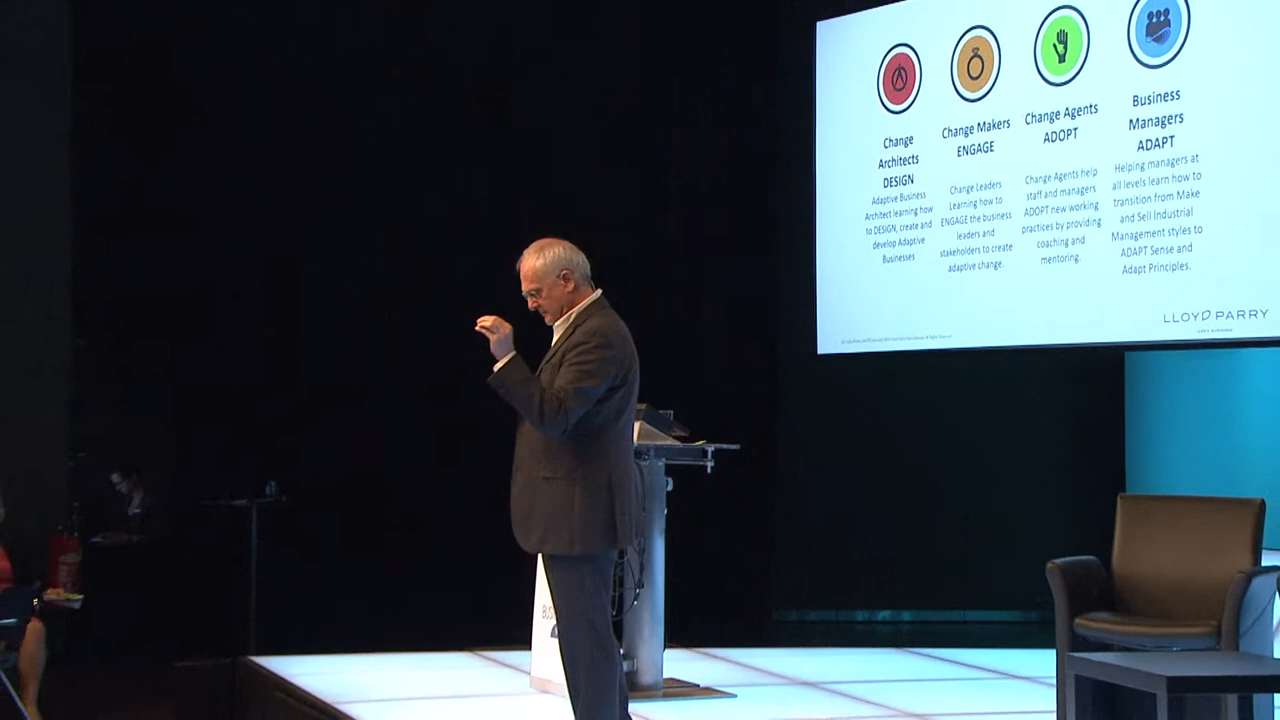 Change
Architects
DESIGN
Adaptive Business
Architect learning how
to DESIGN, create and
develop Adaptive
Businesses
Change Makers
ENGAGE
Change Leaders
Learning how to
ENGAGE the business
leaders and
stakeholders to create
adaptive change.
Change Agents
ADOPT
Change Agents help
staff and managers
ADOPT new working
practices by providing
coaching and
mentoring.
Business
Managers
ADAPT
Helping managers at
all levels learn how to
transition from Make
and Sell Industrial
Management styles to
ADAPT Sense and
Adapt Principles.
LLOYD PARRY